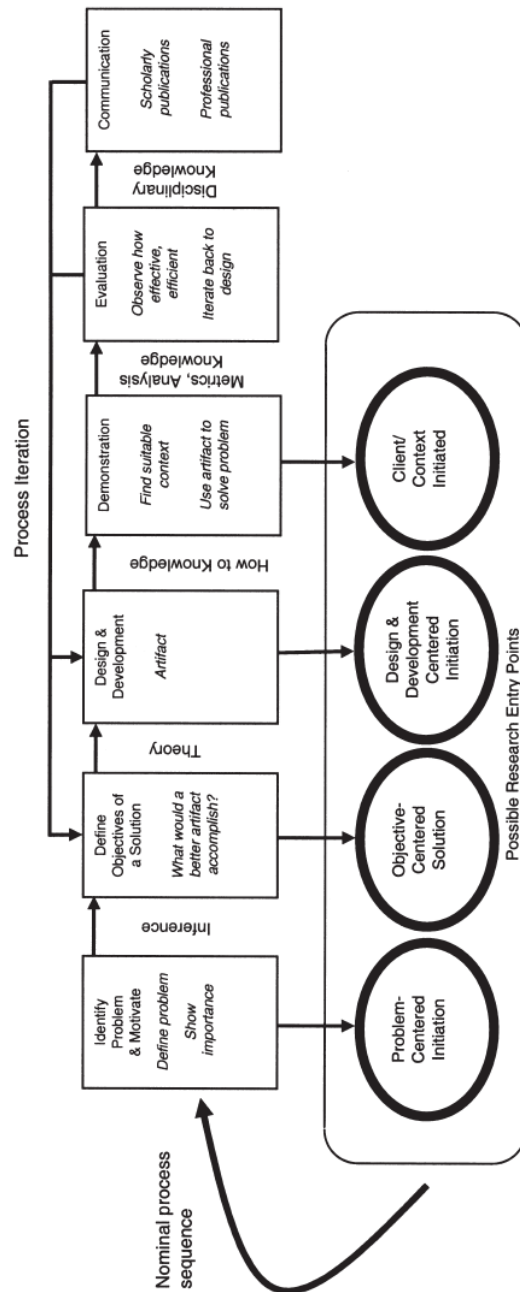 Process Iteration
Nominal process
sequence
Identify
Problem
& Motivate
Define problem
Show
importance
Inference
Define
Objectives of
a Solution
What would a
better artifact
accomplish?
Theory
Design &
Development
Artifact
How to Knowledge
Demonstration
Find suitable
context
Use artifact to
solve problem
Metrics, Analysis
Knowledge
Evaluation
Observe how
effective,
efficient
Iterate back to
design
Disciplinary
Knowledge
Communication
Scholarly
publications
Professional
publications
Problem-
Centered
Initiation
Objective-
Centered
Solution
Design &
Development
Centered
Initiation
Client/
Context
Initiated
Possible Research Entry Points